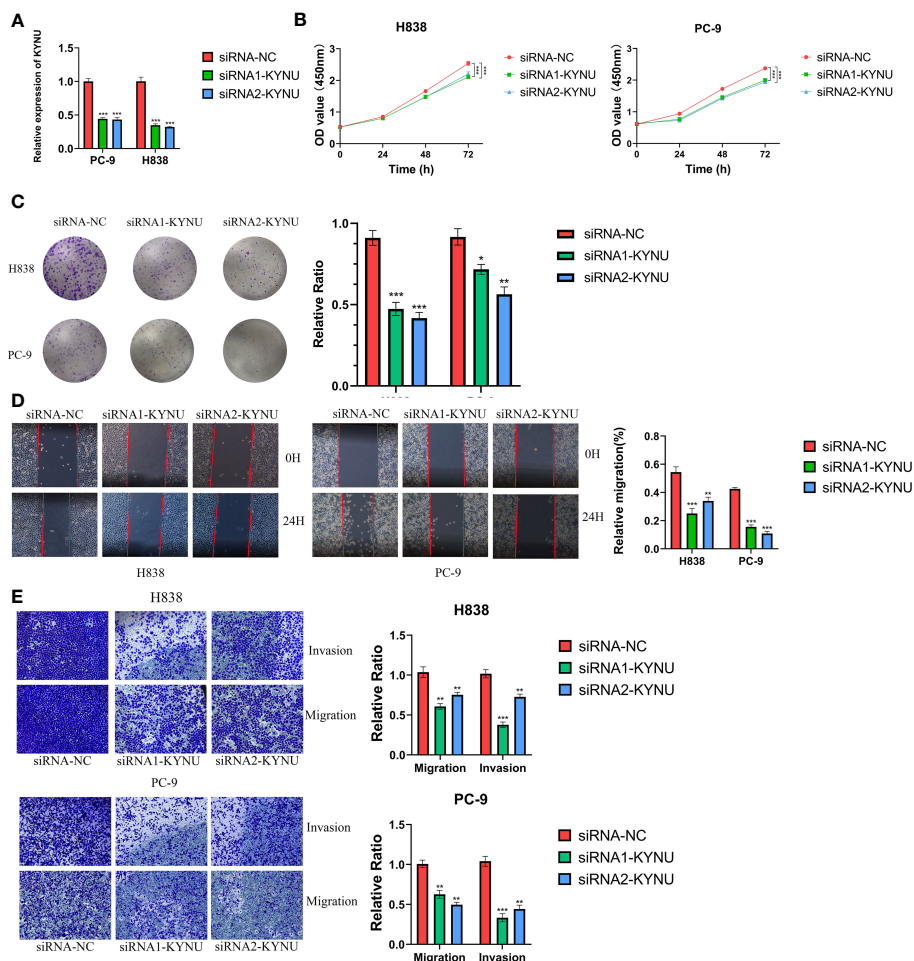 A
Relative expression of KYNU
1.5
1.0
0.5
0.0
***
***
***
***
PC-9
H838
siRNA-NC
siRNA1-KYNU
siRNA2-KYNU
B
H838
OD value (450nm)
3
2
1
0
0
24
48
72
Time (h)
***
***
siRNA-NC
siRNA1-KYNU
siRNA2-KYNU
PC-9
OD value (450nm)
3
2
1
0
0
24
48
72
Time (h)
***
***
siRNA-NC
siRNA1-KYNU
siRNA2-KYNU
C
siRNA-NC
siRNA1-KYNU
siRNA2-KYNU
H838
PC-9
Relative Ratio
1.0
0.5
0.0
***
***
*
**
siRNA-NC
siRNA1-KYNU
siRNA2-KYNU
D
siRNA-NC
siRNA1-KYNU
siRNA2-KYNU
0H
24H
H838
siRNA-NC
siRNA1-KYNU
siRNA2-KYNU
0H
24H
PC-9
Relative migration(%)
0.8
0.6
0.4
0.2
0.0
***
**
***
***
H838
PC-9
siRNA-NC
siRNA1-KYNU
siRNA2-KYNU
E
H838
Invasion
Migration
siRNA-NC
siRNA1-KYNU
siRNA2-KYNU
H838
Relative Ratio
1.5
1.0
0.5
0.0
**
**
***
**
Migration
Invasion
siRNA-NC
siRNA1-KYNU
siRNA2-KYNU
PC-9
Invasion
Migration
siRNA-NC
siRNA1-KYNU
siRNA2-KYNU
PC-9
Relative Ratio
1.5
1.0
0.5
0.0
**
**
***
**
Migration
Invasion
siRNA-NC
siRNA1-KYNU
siRNA2-KYNU